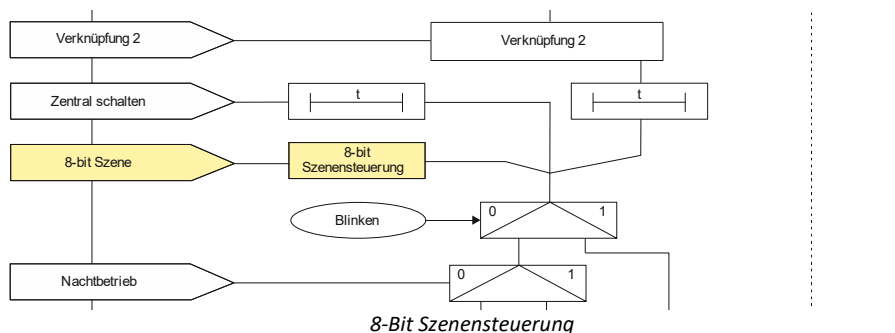 Verknüpfung 2
Verknüpfung 2
Zentral schalten
t
t
8-bit Szene
8-bit
Szenensteuerung
Blinken
0
1
Nachtbetrieb
0
1
8-Bit Szenensteuerung